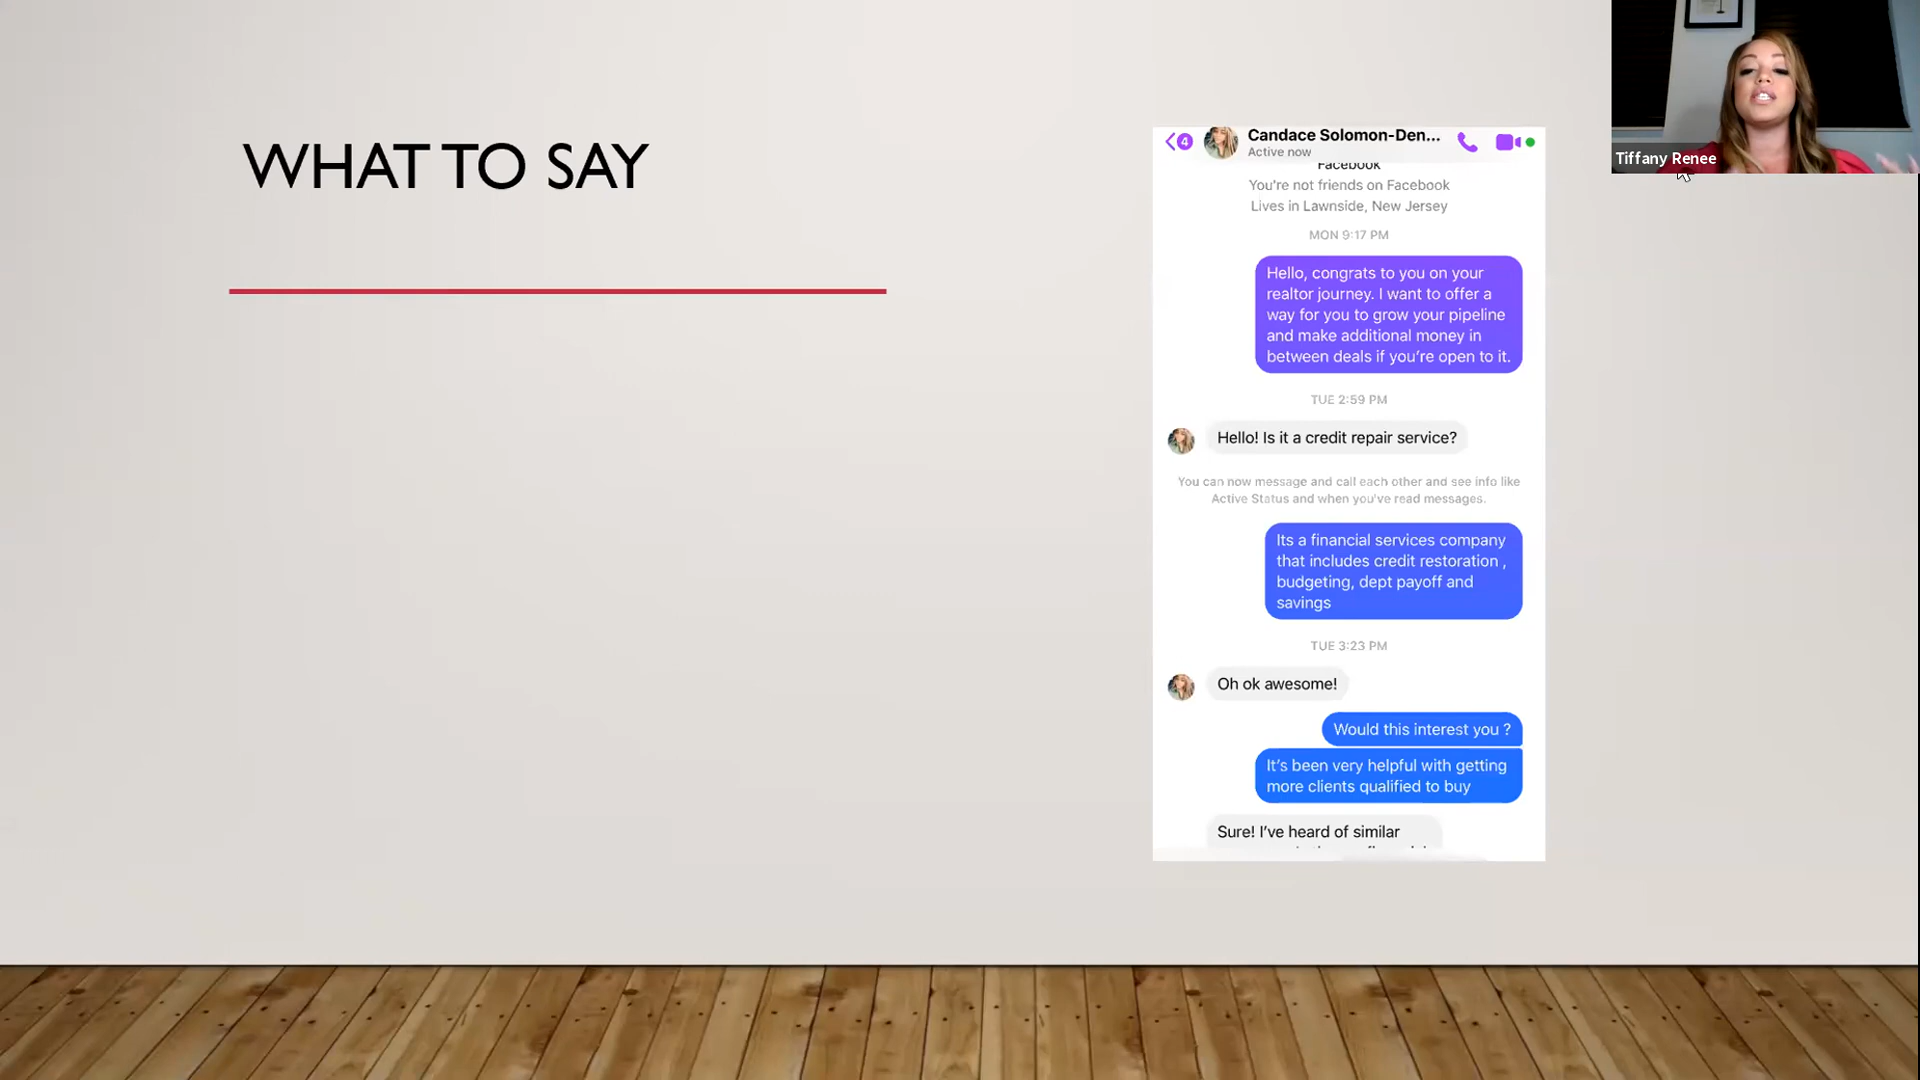 WHAT TO SAY
4
Candace Solomon-Den...
Active now
Facebook
You're not friends on Facebook
Lives in Lawnside, New Jersey
MON 9:17 PM
Hello, congrats to you on your
realtor journey. I want to offer a
way for you to grow your pipeline
and make additional money in
between deals if you're open to it.
TUE 2:59 PM
Hello! Is it a credit repair service?
You can now message and call each other and see info like
Active Status and when you've read messages.
Its a financial services company
that includes credit restoration ,
budgeting, dept payoff and
savings
TUE 3:23 PM
Oh ok awesome!
Would this interest you ?
It's been very helpful with getting
more clients qualified to buy
Sure! I've heard of similar
Tiffany Renee